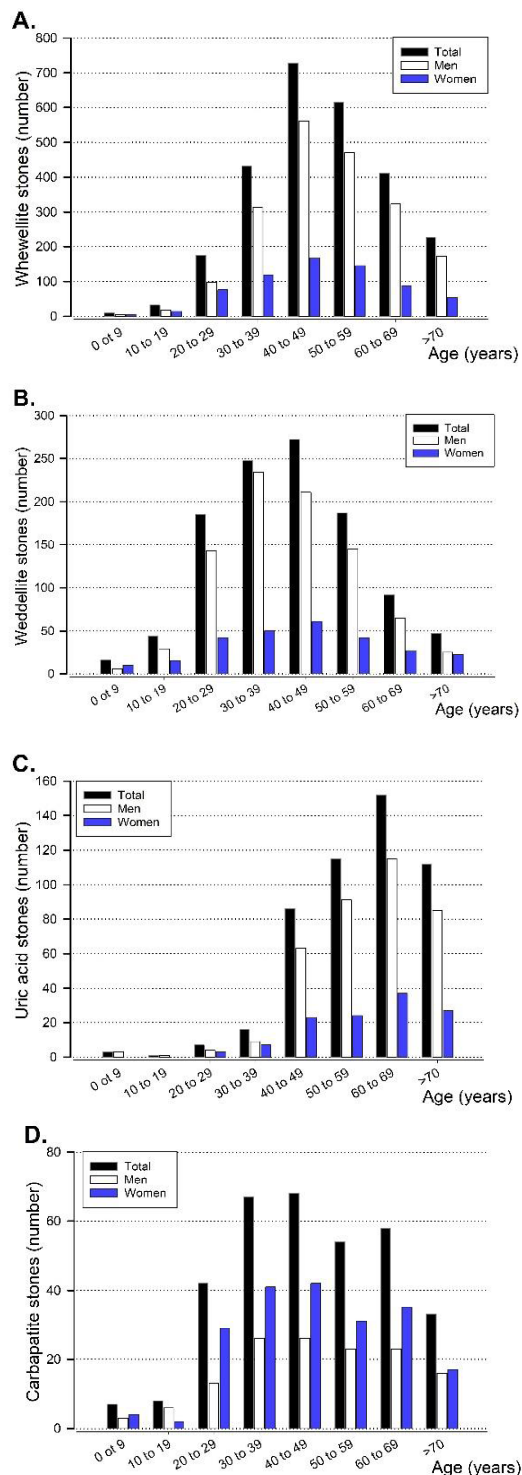 A.
Whewellite stones (number)
800
700
600
500
400
300
200
100
0
Total
Men
Women
0 ot 9
10 to 19
20 to 29
30 to 39
40 to 49
50 to 59
60 to 69
>70
Age (years)
B.
Weddellite stones (number)
300
250
200
150
100
50
0
Total
Men
Women
0 ot 9
10 to 19
20 to 29
30 to 39
40 to 49
50 to 59
60 to 69
>70
Age (years)
C.
Uric acid stones (number)
160
140
120
100
80
60
40
20
0
Total
Men
Women
0 ot 9
10 to 19
20 to 29
30 to 39
40 to 49
50 to 59
60 to 69
>70
Age (years)
D.
Carbapatite stones (number)
80
60
40
20
0
Total
Men
Women
0 ot 9
10 to 19
20 to 29
30 to 39
40 to 49
50 to 59
60 to 69
>70
Age (years)